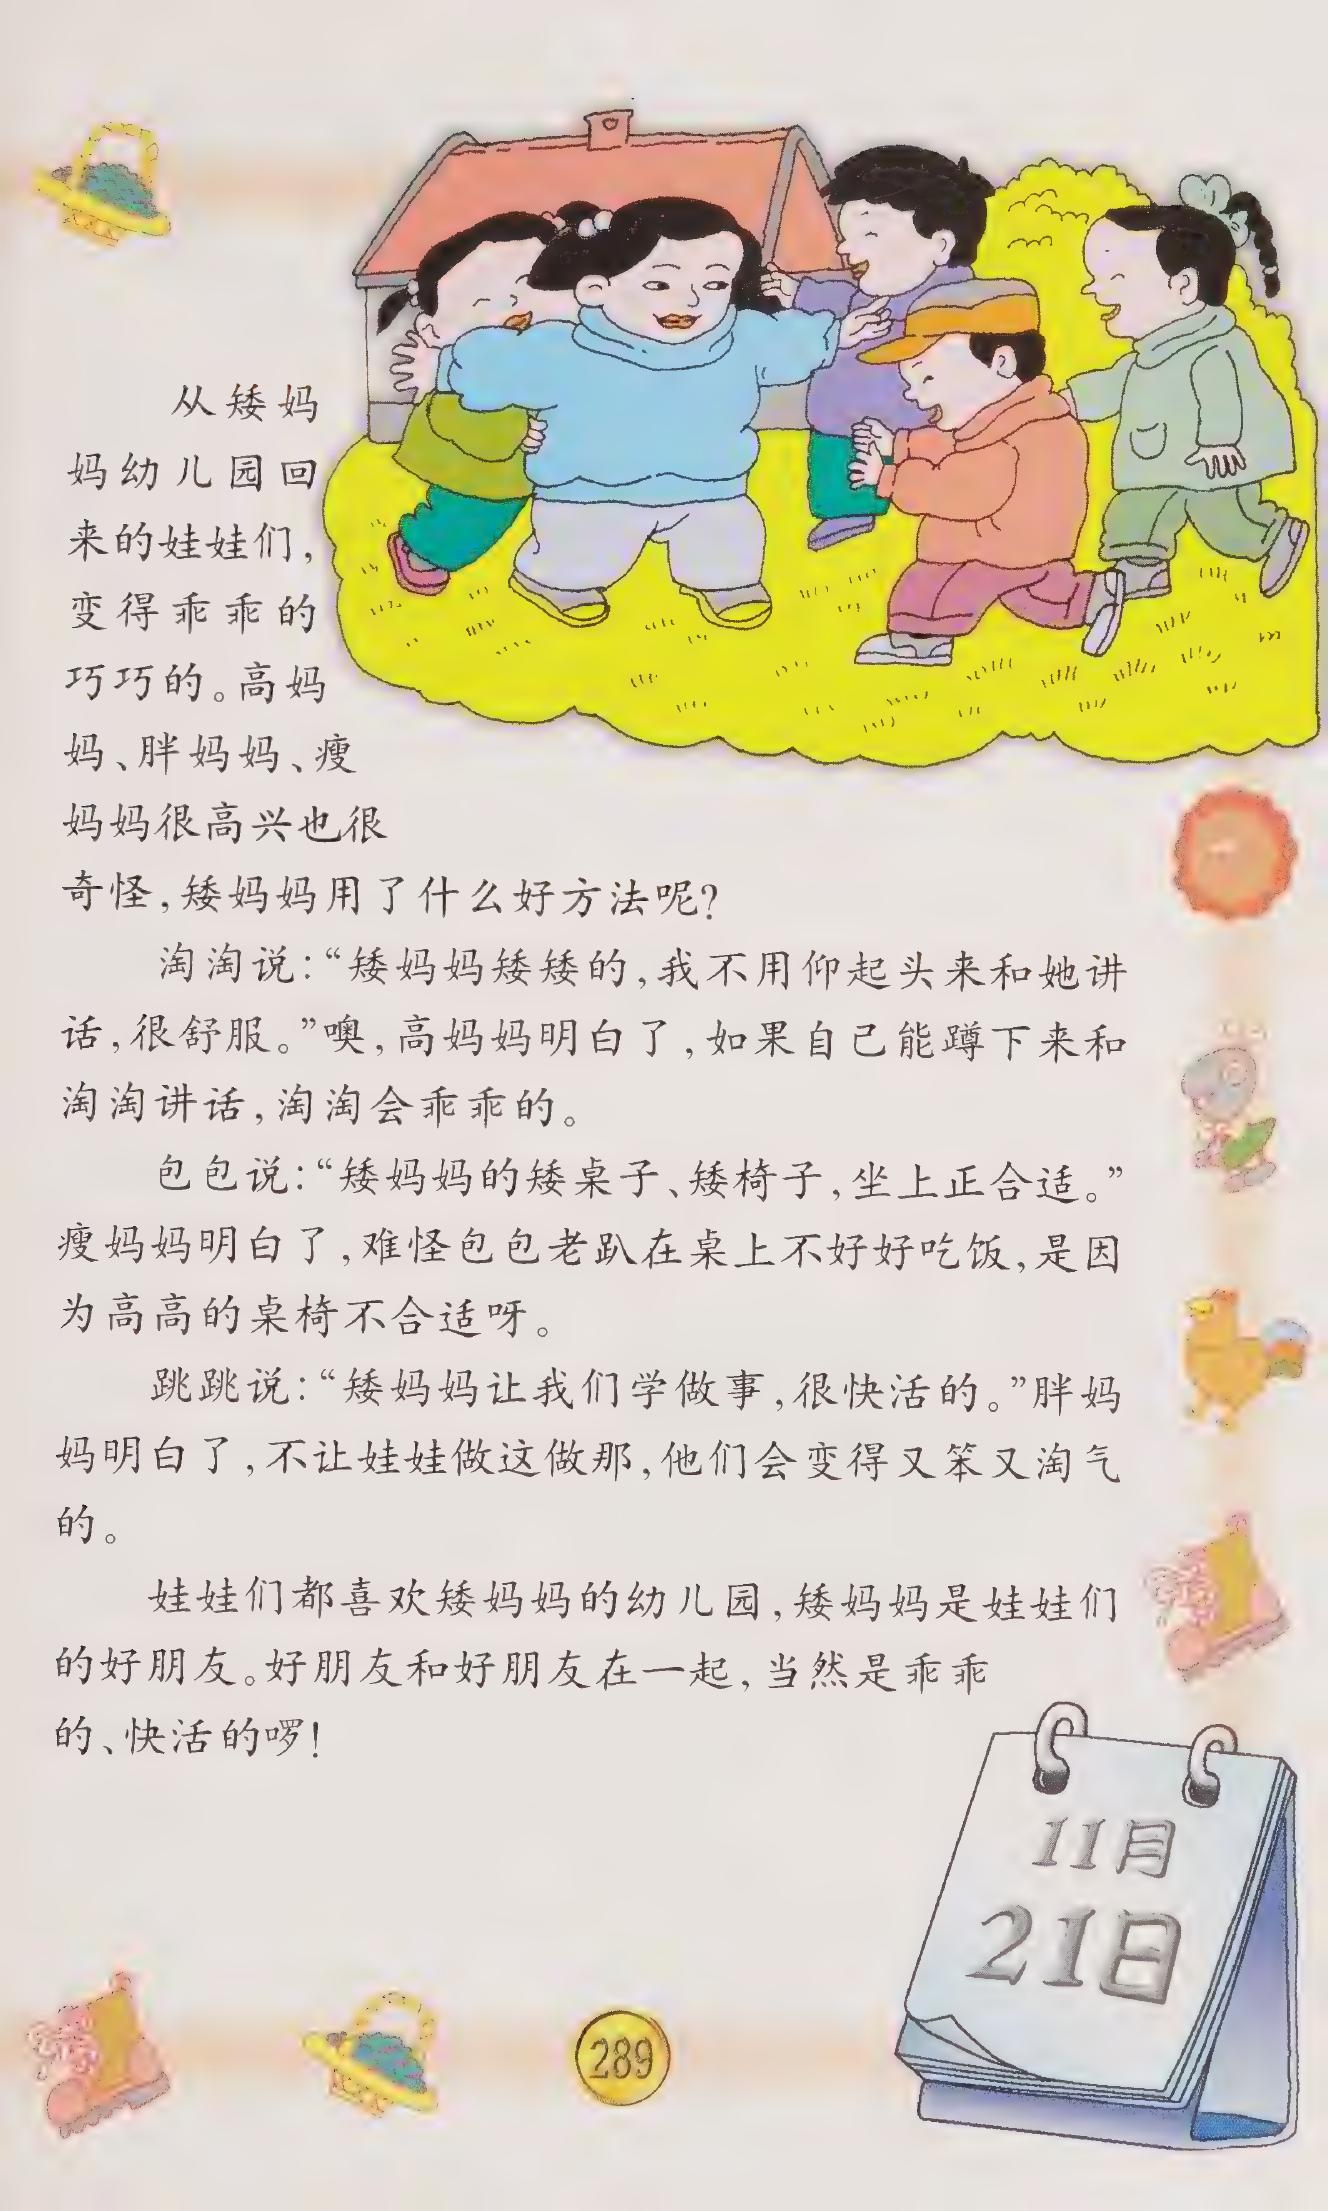 从矮妈
妈幼儿园回
来的娃娃们，
变得乖乖的
巧巧的。高妈
妈、胖妈妈、瘦
妈妈很高兴也很
奇怪，矮妈妈用了什么好方法呢？
淘淘说：“矮妈妈矮矮的，我不用仰起头来和她讲
话，很舒服。”噢，高妈妈明白了，如果自己能蹲下来和
淘淘讲话，淘淘会乖乖的。
包包说：“矮妈妈的矮桌子、矮椅子，坐上正合适。”
瘦妈妈明白了，难怪包包老趴在桌上不好好吃饭，是因
为高高的桌椅不合适呀。
跳跳说：“矮妈妈让我们学做事，很快活的。”胖妈
妈明白了，不让娃娃做这做那，他们会变得又笨又淘气
的。
娃娃们都喜欢矮妈妈的幼儿园，矮妈妈是娃娃们
的好朋友。好朋友和好朋友在一起，当然是乖乖
的、快活的啰！
11月
21日
289